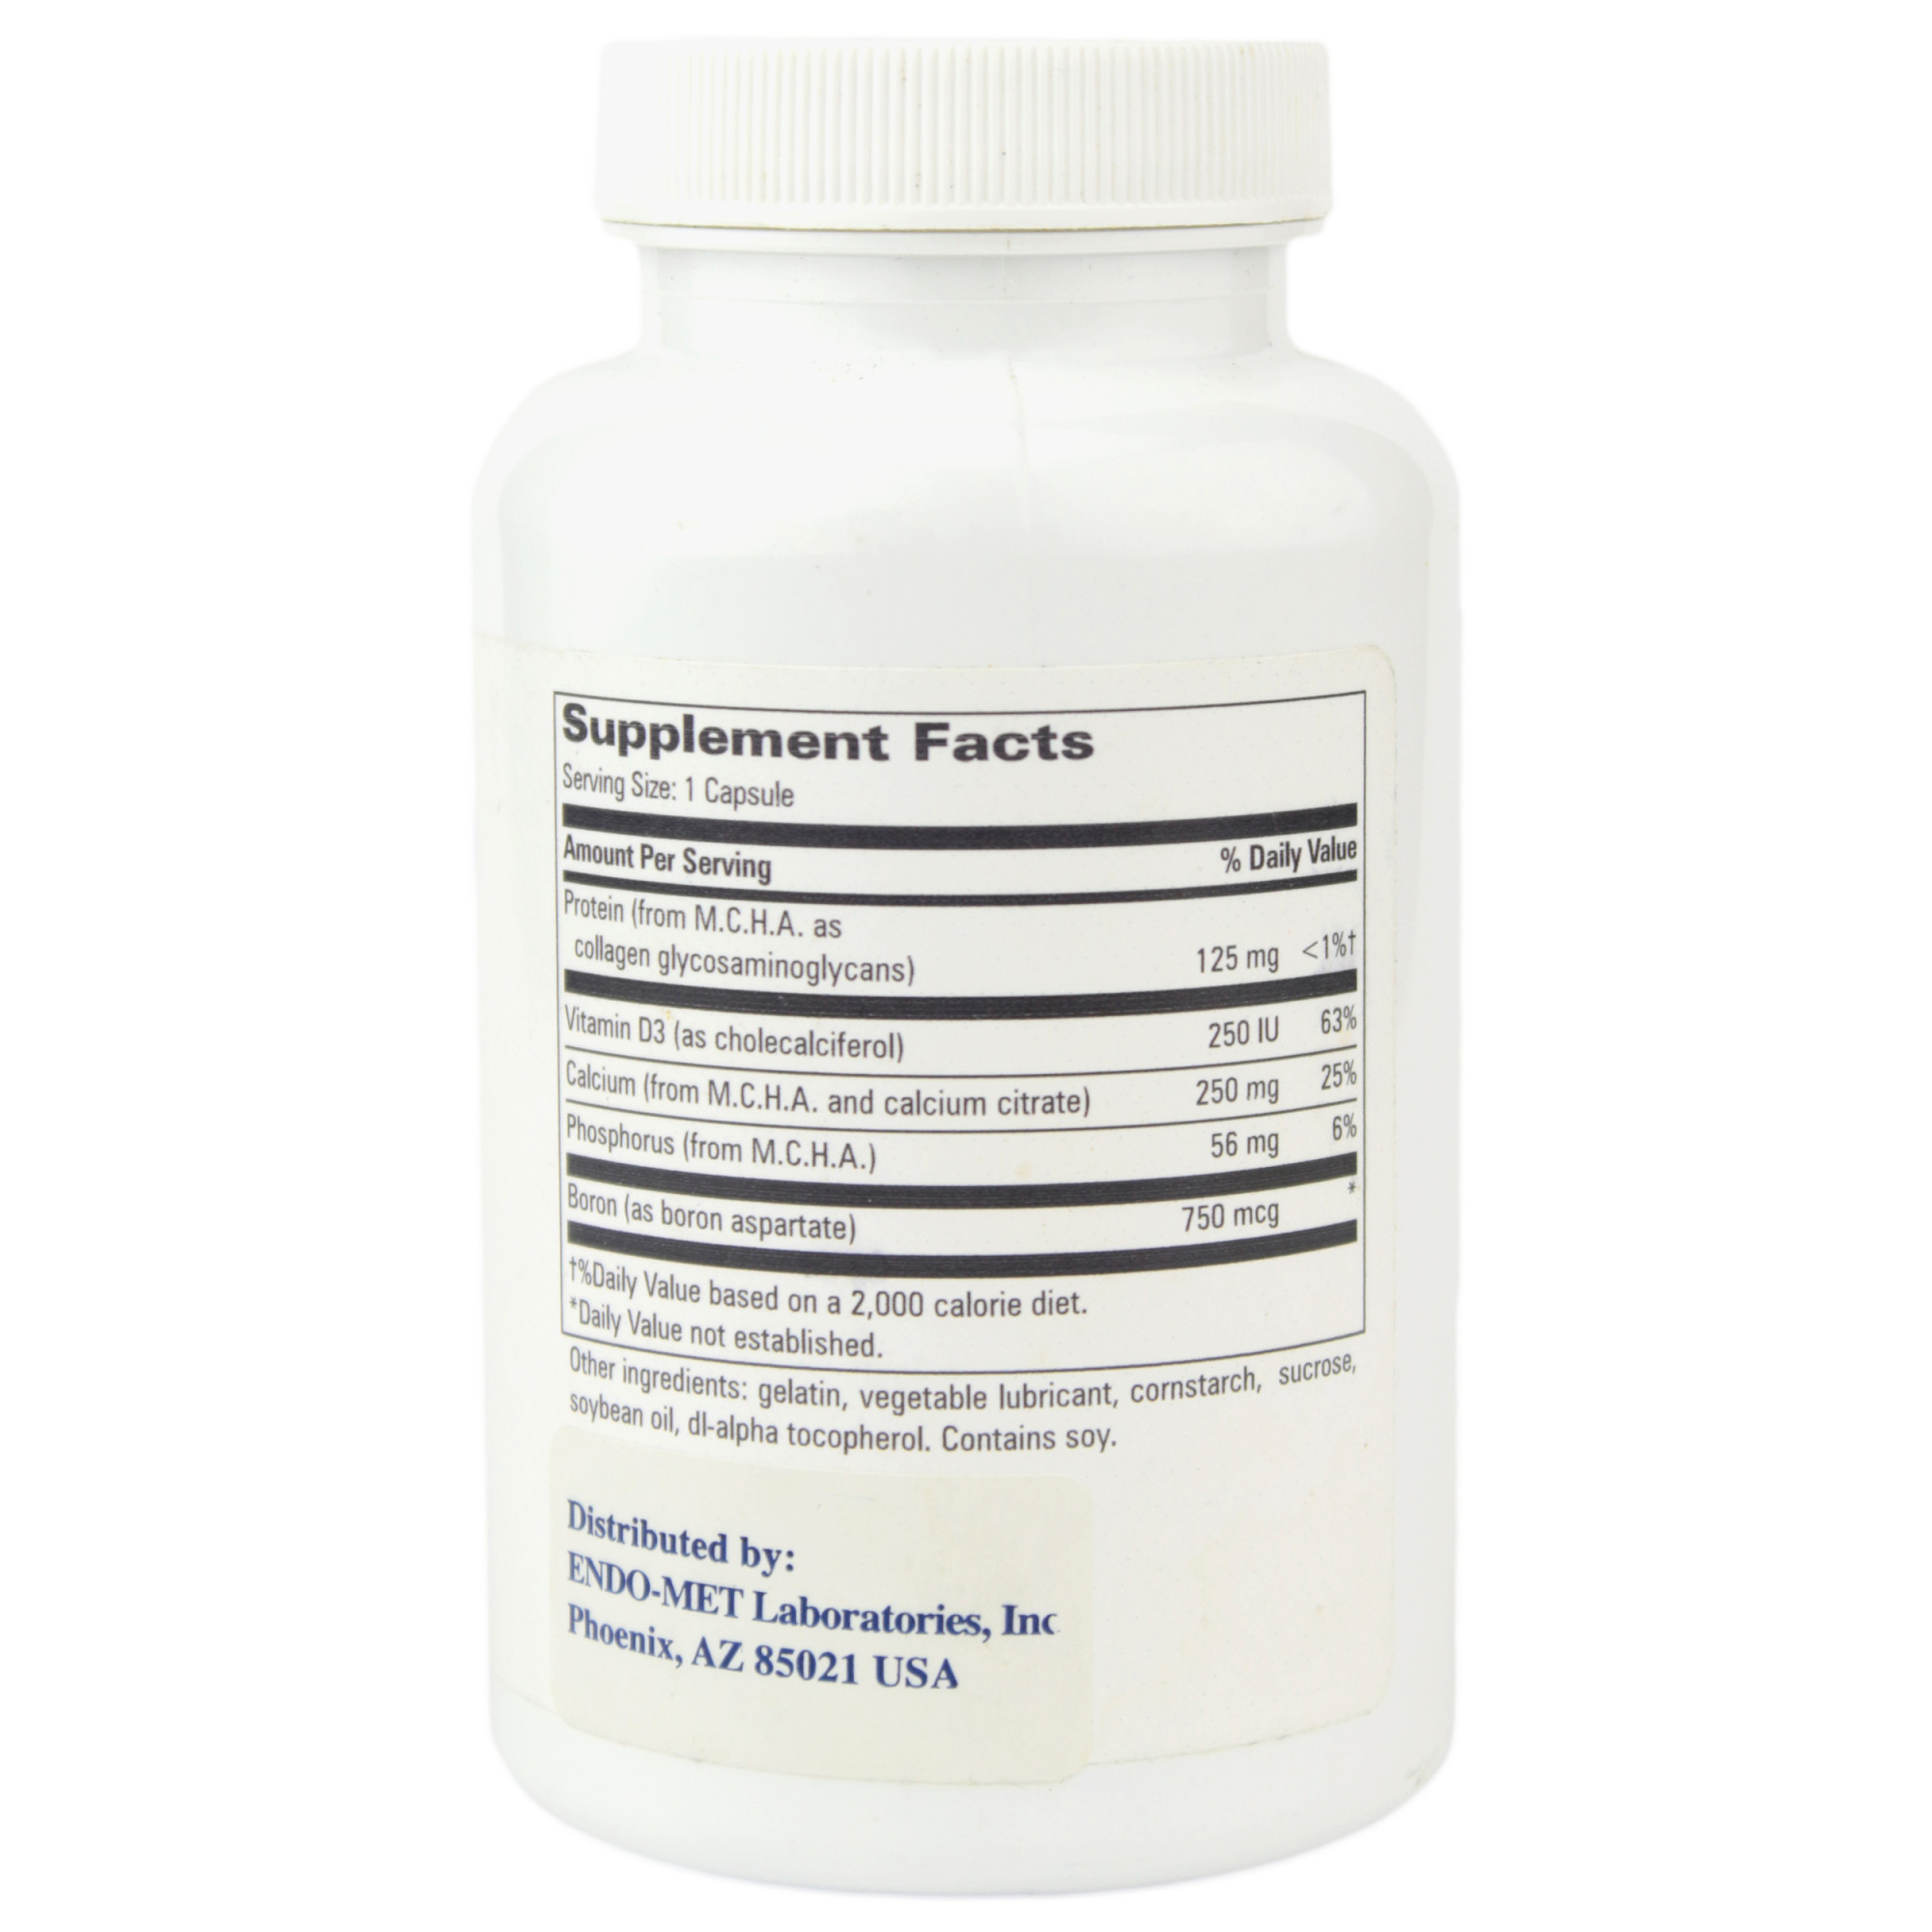 Supplement Facts
Serving Size: 1 Capsule
Amount Per Serving % Daily Value
Protein (from M.C.H.A. as
collagen glycosaminoglycans) 125 mg <1%†
Vitamin D3 (as cholecalciferol) 250 IU 63%
Calcium (from M.C.H.A. and calcium citrate) 250 mg 25%
Phosphorus (from M.C.H.A.) 56 mg 6%
Boron (as boron aspartate) 750 mcg *
†%Daily Value based on a 2,000 calorie diet.
*Daily Value not established.
Other ingredients: gelatin, vegetable lubricant, cornstarch, sucrose,
soybean oil, dl-alpha tocopherol. Contains soy.
Distributed by:
ENDO-MET Laboratories, Inc
Phoenix, AZ 85021 USA